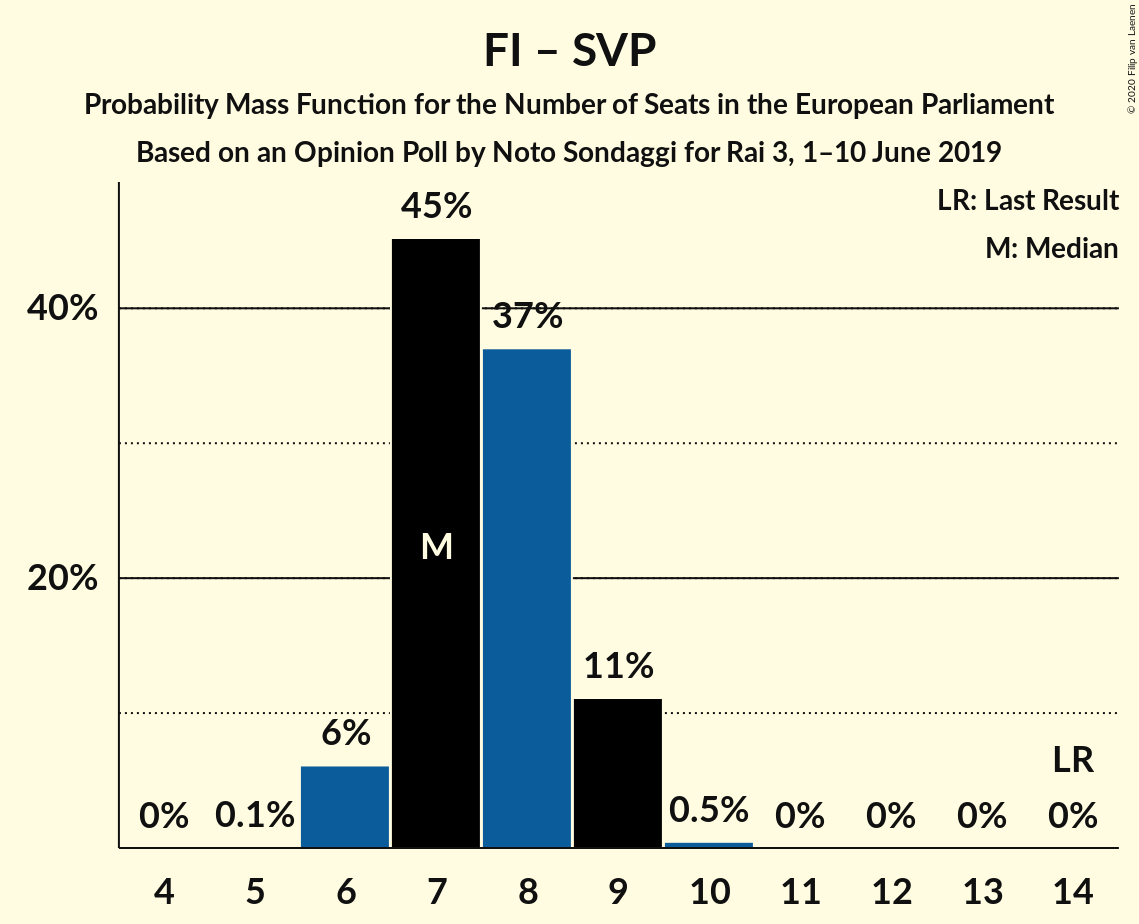 FI – SVP
Probability Mass Function for the Number of Seats in the European Parliament
Based on an Opinion Poll by Noto Sondaggi for Rai 3, 1–10 June 2019
© 2020 Filip van Laenen
LR: Last Result
M: Median
45%
40%
37%
M
20%
11%
6%
LR
0%
0.1%
0.5%
0%
0%
0%
0%
4 5 6 7 8 9 10 11 12 13 14